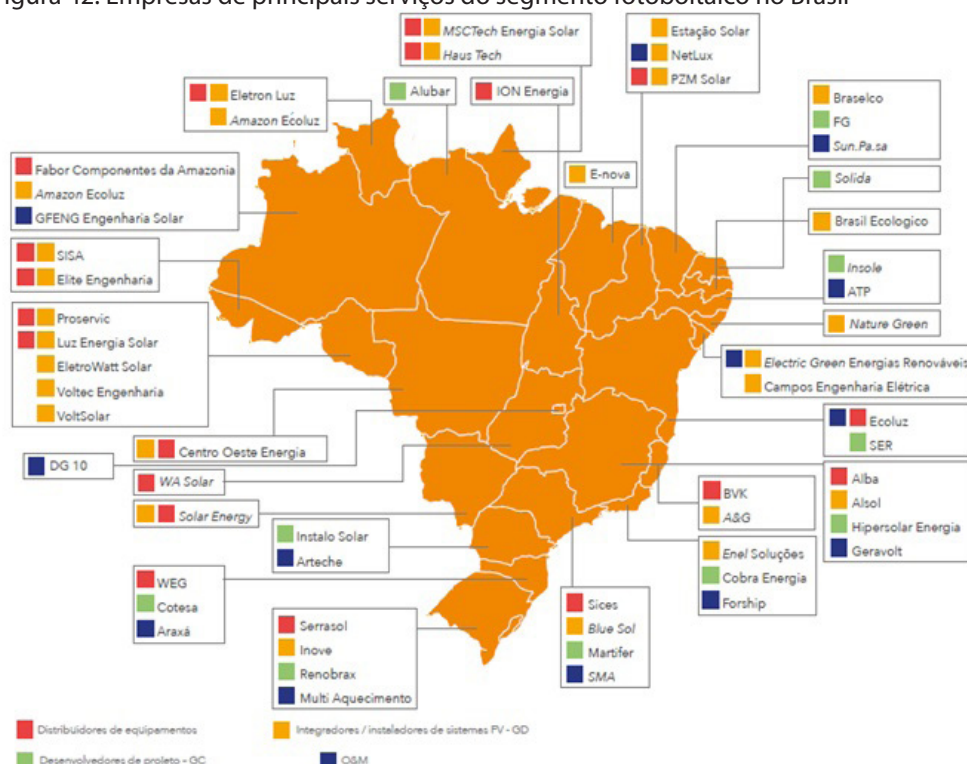 Figura 42: Empresas de principais serviços do segmento fotovoltaico no Brasil
MSCTech Energia Solar
Haus Tech
Estação Solar
NetLux
PZM Solar
Eletron Luz
Amazon Ecoluz
Alubar
ION Energia
Braselco
FG
Sun.Pa.sa
Fabor Componentes da Amazonia
Amazon Ecoluz
GFENG Engenharia Solar
E-nova
Solida
Brasil Ecologico
SISA
Elite Engenharia
Insole
ATP
Proservic
Luz Energia Solar
EletroWatt Solar
Voltec Engenharia
VoltSolar
Nature Green
Electric Green Energias Renováveis
Campos Engenharia Elétrica
Ecoluz
SER
Centro Oeste Energia
DG 10
WA Solar
Solar Energy
BVK
A&G
Alba
Alsol
Hipersolar Energia
Geravolt
Instalo Solar
Arteche
Enel Soluções
Cobra Energia
Forship
WEG
Cotesa
Araxá
Serrasol
Inove
Renobrax
Multi Aquecimento
Sices
Blue Sol
Martifer
SMA
Distribuidores de equipamentos
Integradores / instaladores de sistemas PV - GD
Desenvolvedores de projeto - GC
O&M